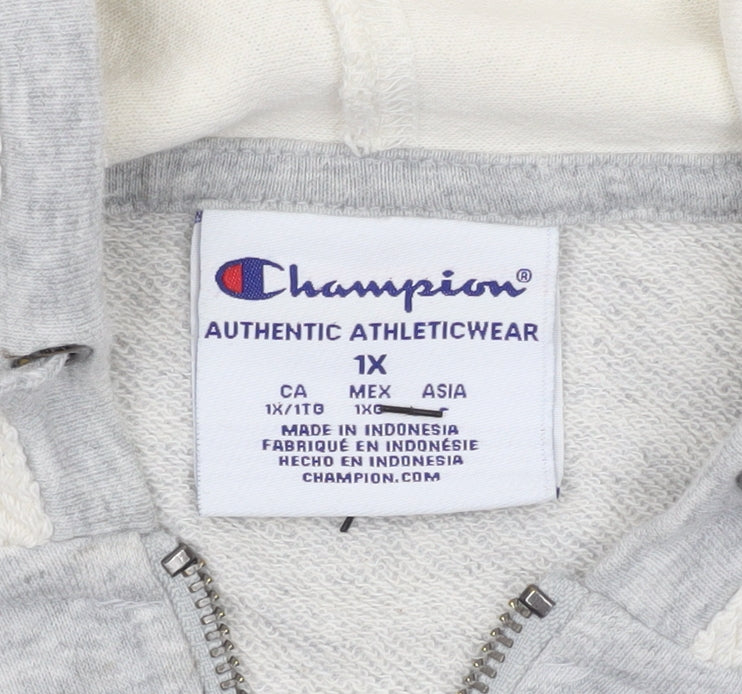 Champion®
AUTHENTIC ATHLETICWEAR
1X
CA MEX ASIA
1X/1TG 1XG
MADE IN INDONESIA
FABRIQUÉ EN INDONÉSIE
HECHO EN INDONESIA
CHAMPION.COM